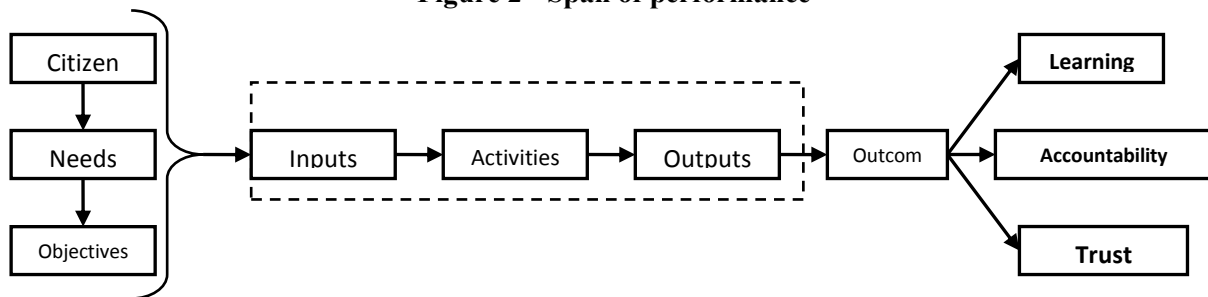 Figure 2 - Span of performance
Citizen
Needs
Objectives
Inputs
Activities
Outputs
Outcom
Learning
Accountability
Trust